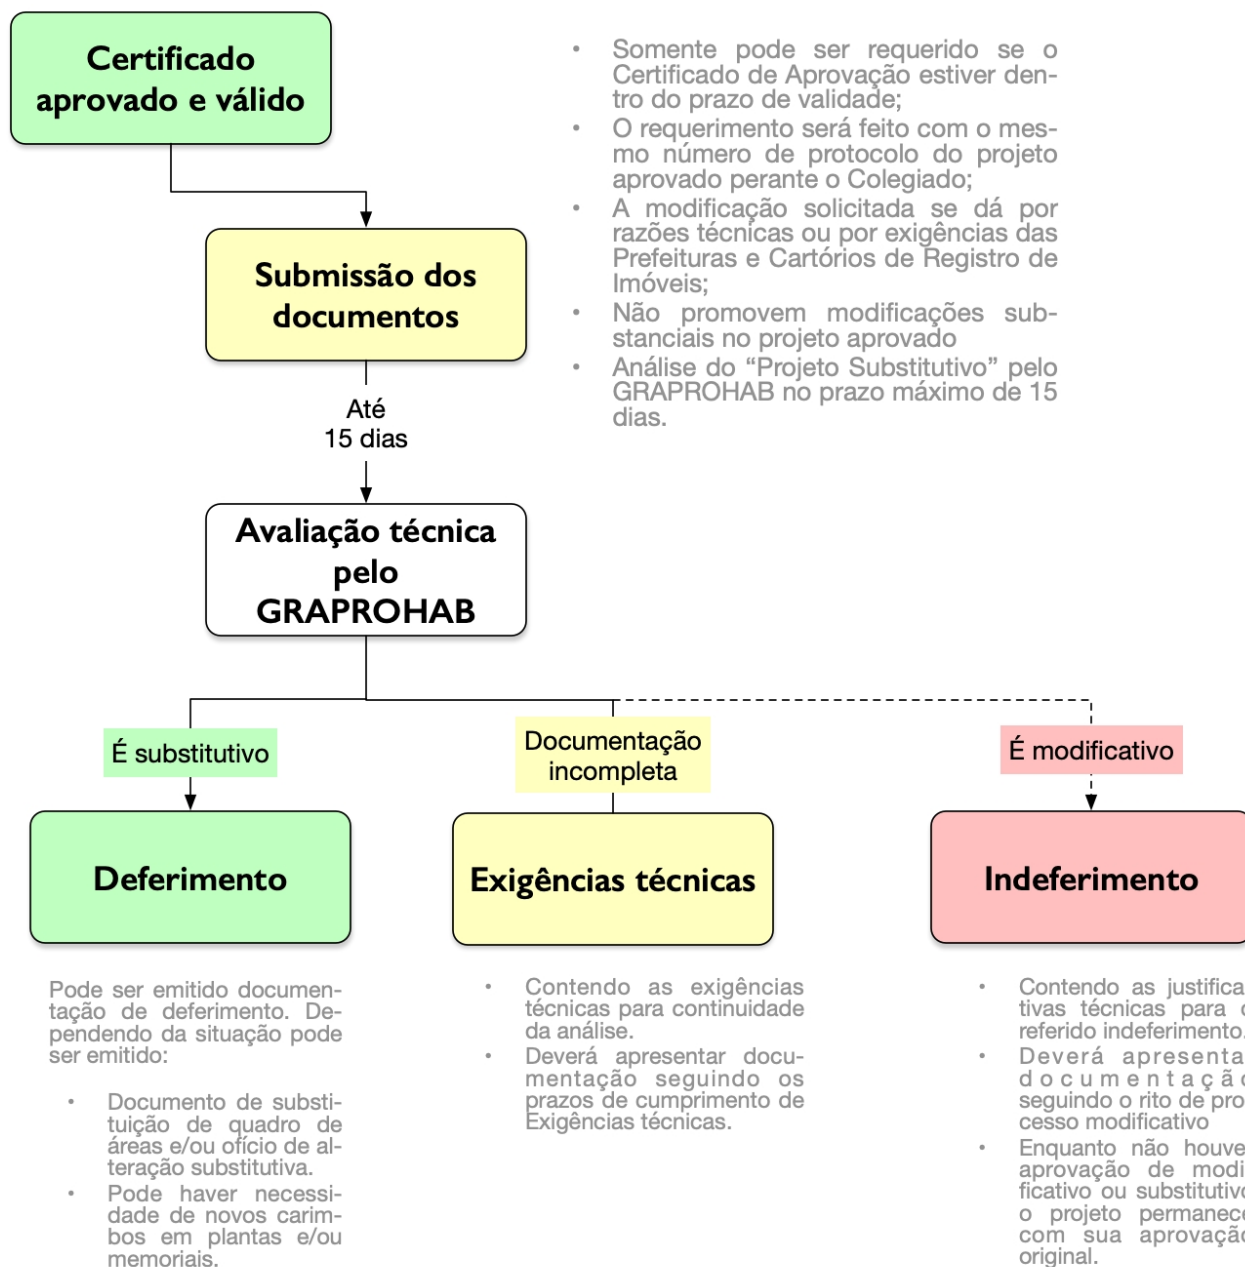 Certificado
aprovado e válido
• Somente pode ser requerido se o
Certificado de Aprovação estiver den-
tro do prazo de validade;
• O requerimento será feito com o mes-
mo número de protocolo do projeto
aprovado perante o Colegiado;
• A modificação solicitada se dá por
razões técnicas ou por exigências das
Prefeituras e Cartórios de Registro de
Imóveis;
• Não promovem modificações sub-
stanciais no projeto aprovado
• Análise do “Projeto Substitutivo” pelo
GRAPROHAB no prazo máximo de 15
dias.
Submissão dos
documentos
Até
15 dias
Avaliação técnica
pelo
GRAPROHAB
É substitutivo
Documentação
incompleta
É modificativo
Deferimento
Exigências técnicas
Indeferimento
Pode ser emitido documen-
tação de deferimento. De-
pendendo da situação pode
ser emitido:
• Documento de substi-
tuição de quadro de
áreas e/ou ofício de al-
teração substitutiva.
• Pode haver necessi-
dade de novos carim-
bos em plantas e/ou
memoriais.
• Contendo as exigências
técnicas para continuidade
da análise.
• Deverá apresentar docu-
mentação seguindo os
prazos de cumprimento de
Exigências técnicas.
• Contendo as justifica
tivas técnicas para
referido indeferimento.
• Deverá apresenta
documentação
seguindo o rito de pro
cesso modificativo
• Enquanto não houve
aprovação de modi
ficativo ou substitutivo
o projeto permanece
com sua aprovação
original.